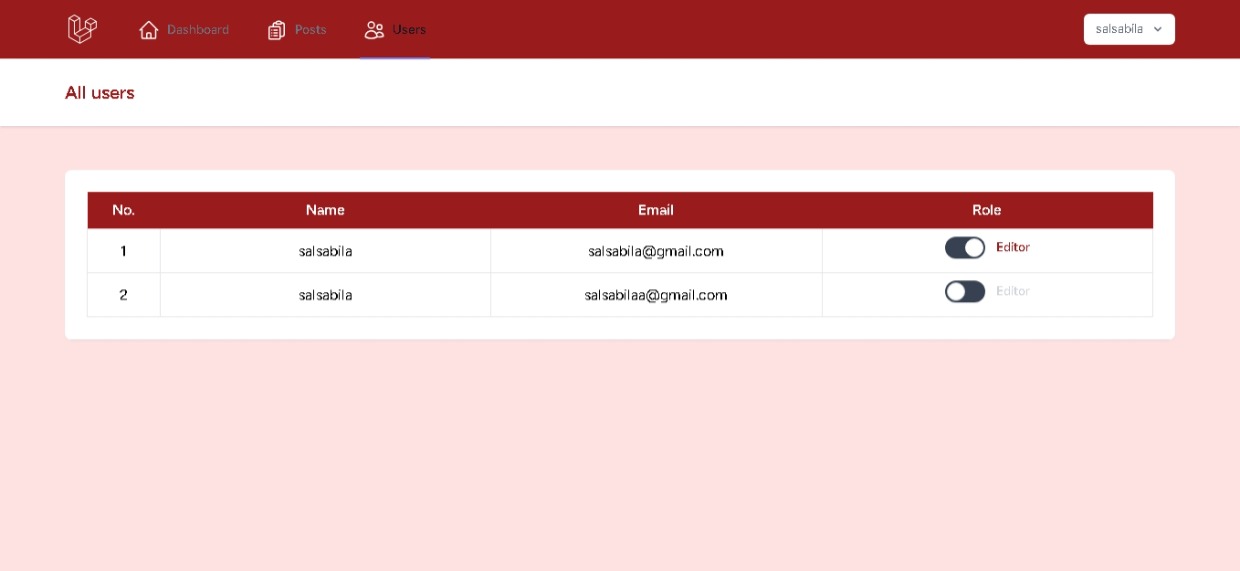 Dashboard Posts Users salsabila
All users
No. Name Email Role
1 salsabila salsabila@gmail.com Editor
2 salsabila salsabilaa@gmail.com Editor